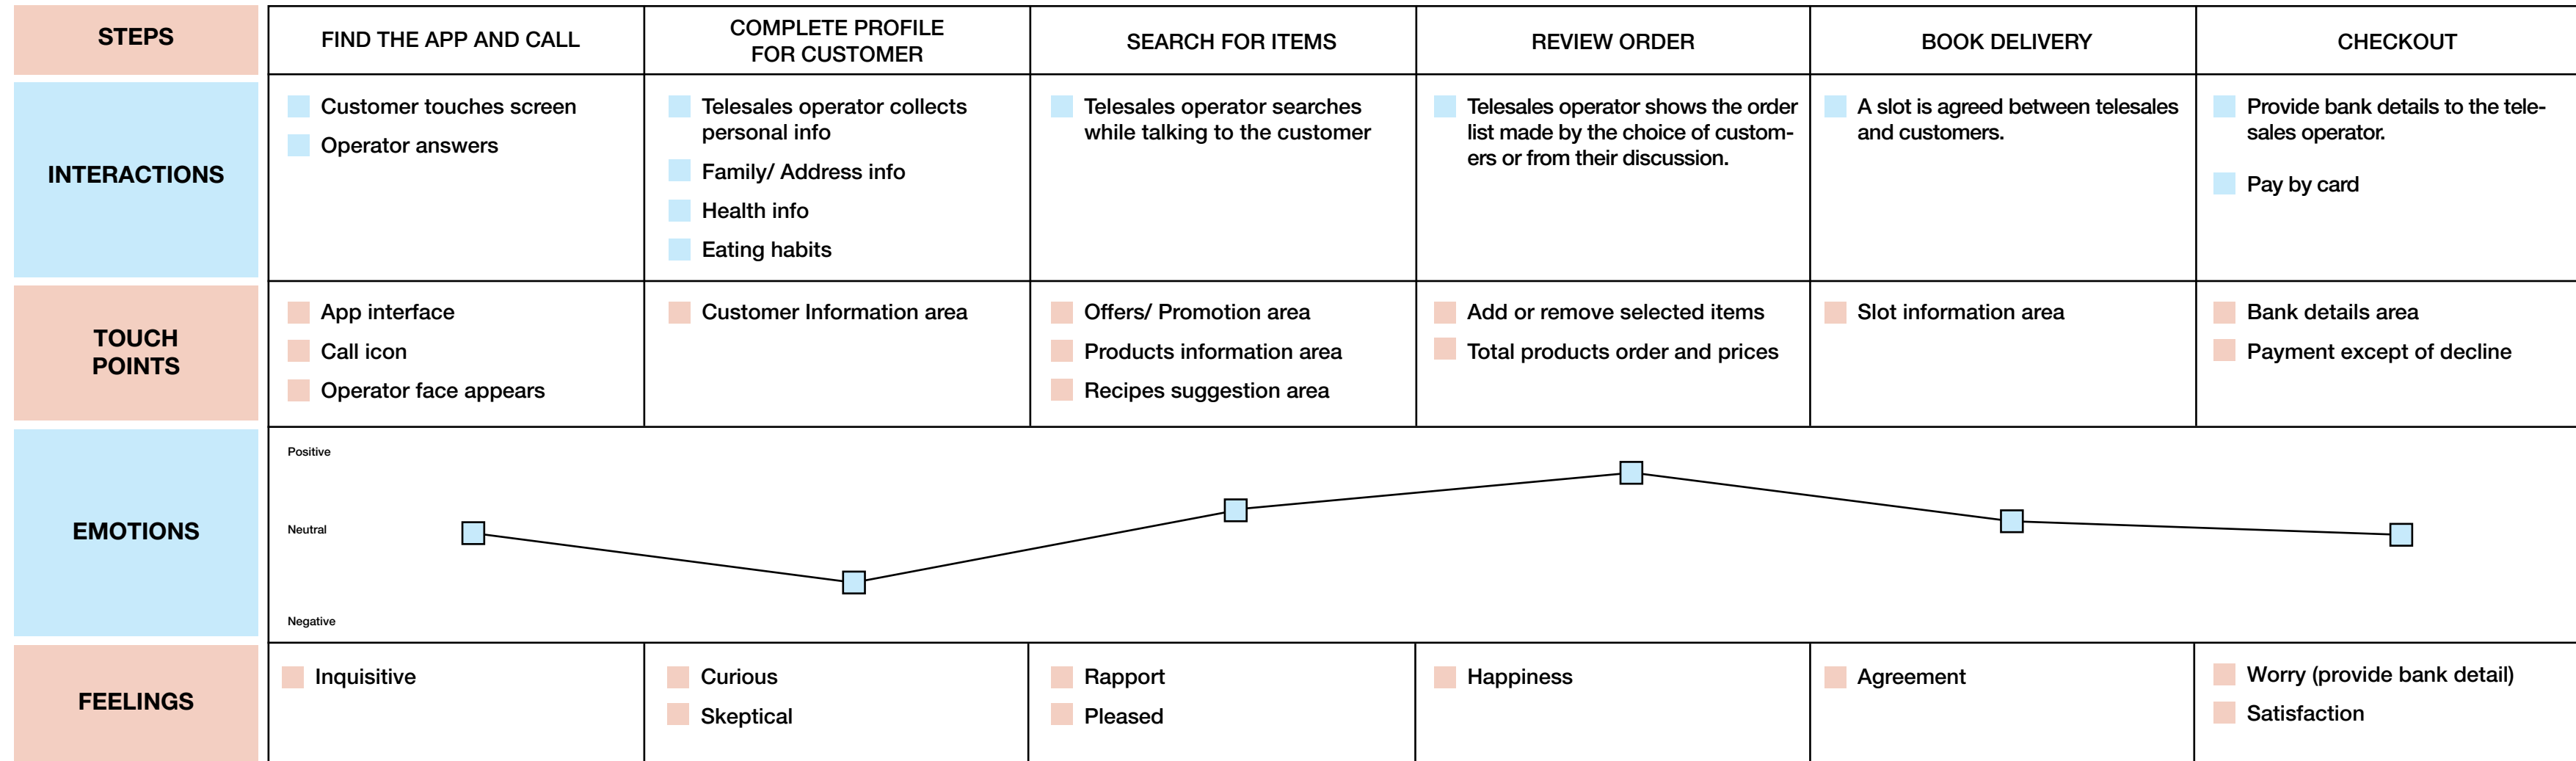 STEPS
FIND THE APP AND CALL
COMPLETE PROFILE
FOR CUSTOMER
SEARCH FOR ITEMS
REVIEW ORDER
BOOK DELIVERY
CHECKOUT
INTERACTIONS
Customer touches screen
Operator answers
Telesales operator collects
personal info
Family/ Address info
Health info
Eating habits
Telesales operator searches
while talking to the customer
Telesales operator shows the order
list made by the choice of custom-
ers or from their discussion.
A slot is agreed between telesales
and customers.
Provide bank details to the tele-
sales operator.
Pay by card
TOUCH
POINTS
App interface
Call icon
Operator face appears
Customer Information area
Offers/ Promotion area
Products information area
Recipes suggestion area
Add or remove selected items
Total products order and prices
Slot information area
Bank details area
Payment except of decline
EMOTIONS
Positive
Neutral
Negative
FEELINGS
Inquisitive
Curious
Skeptical
Rapport
Pleased
Happiness
Agreement
Worry (provide bank detail)
Satisfaction